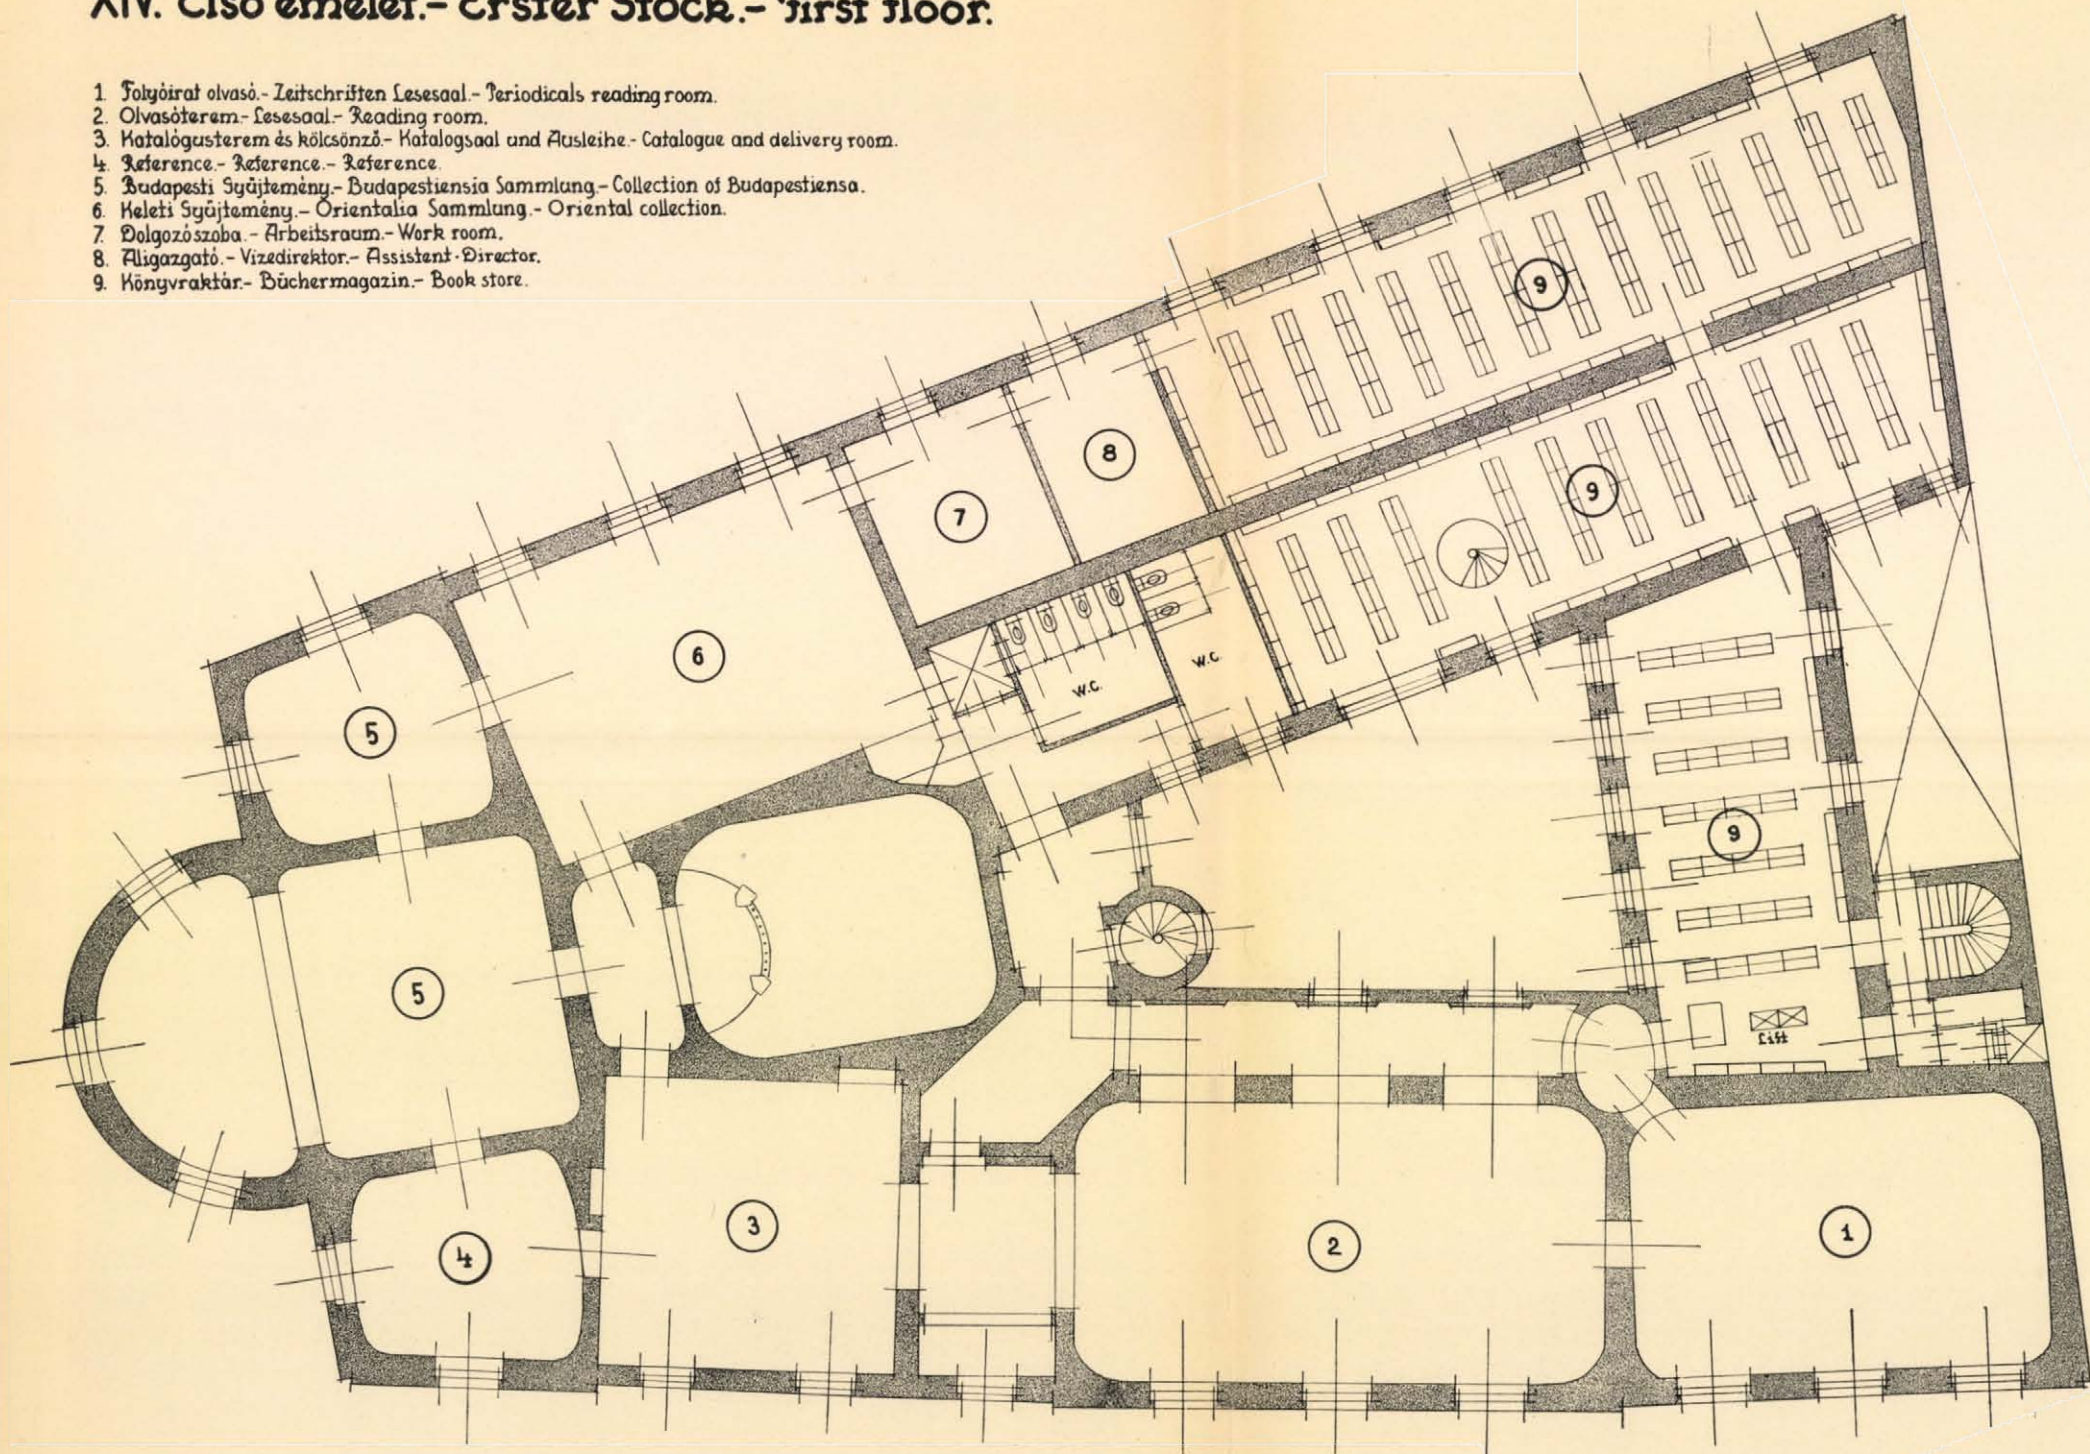 XIV. Első emelet.- Erster Stock.- First floor.
1. Folyóirat olvasó.- Zeitschriften Lesesaal.- Periodicals reading room.
2. Olvasóterem.- Lesesaal.- Reading room.
3. Katalógusterem és kölcsönző.- Katalogsaal und Ausleihe.- Catalogue and delivery room.
4. Reference.- Reference.- Reference.
5. Budapesti Gyűjtemény.- Budapestiensia Sammlung.- Collection of Budapestiensa.
6. Keleti Gyűjtemény.- Orientalia Sammlung.- Oriental collection.
7. Dolgozószoba.- Arbeitsraum.- Work room.
8. Aligazgató.- Vizedirektor.- Assistent-Director.
9. Könyvraktár.- Büchermagazin.- Book store.
9
8
9
7
6
W.C.
W.C.
5
9
5
Lift
3
1
2
4